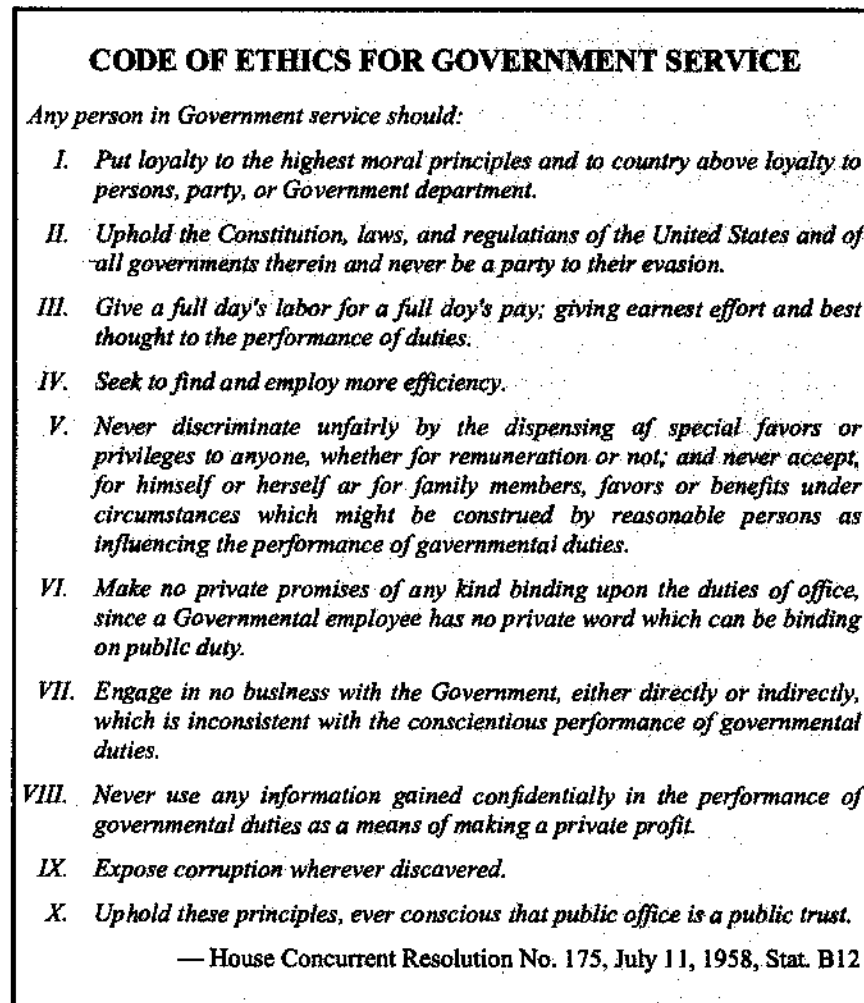 CODE OF ETHICS FOR GOVERNMENT SERVICE
Any person in Government service should:
I. Put loyalty to the highest moral principles and to country above loyalty to
persons, party, or Government department.
II. Uphold the Constitution, laws, and regulations of the United States and of
all governments therein and never be a party to their evasion.
III. Give a full day's labor for a full doy's pay; giving earnest effort and best
thought to the performance of duties.
IV. Seek to find and employ more efficiency.
V. Never discriminate unfairly by the dispensing af special favors or
privileges to anyone, whether for remuneration or not; and never accept,
for himself or herself ar for family members, favors or benefits under
circumstances which might be construed by reasonable persons as
influencing the performance of gavernmental duties.
VI. Make no private promises of any kind binding upon the duties of office,
since a Governmental employee has no private word which can be binding
on public duty.
VII. Engage in no business with the Government, either directly or indirectly,
which is inconsistent with the conscientious performance of governmental
duties.
VIII. Never use any information gained confidentially in the performance of
governmental duties as a means of making a private profit.
IX. Expose corruption wherever discavered.
X. Uphold these principles, ever conscious that public office is a public trust.
— House Concurrent Resolution No. 175, July 11, 1958, Stat. B12